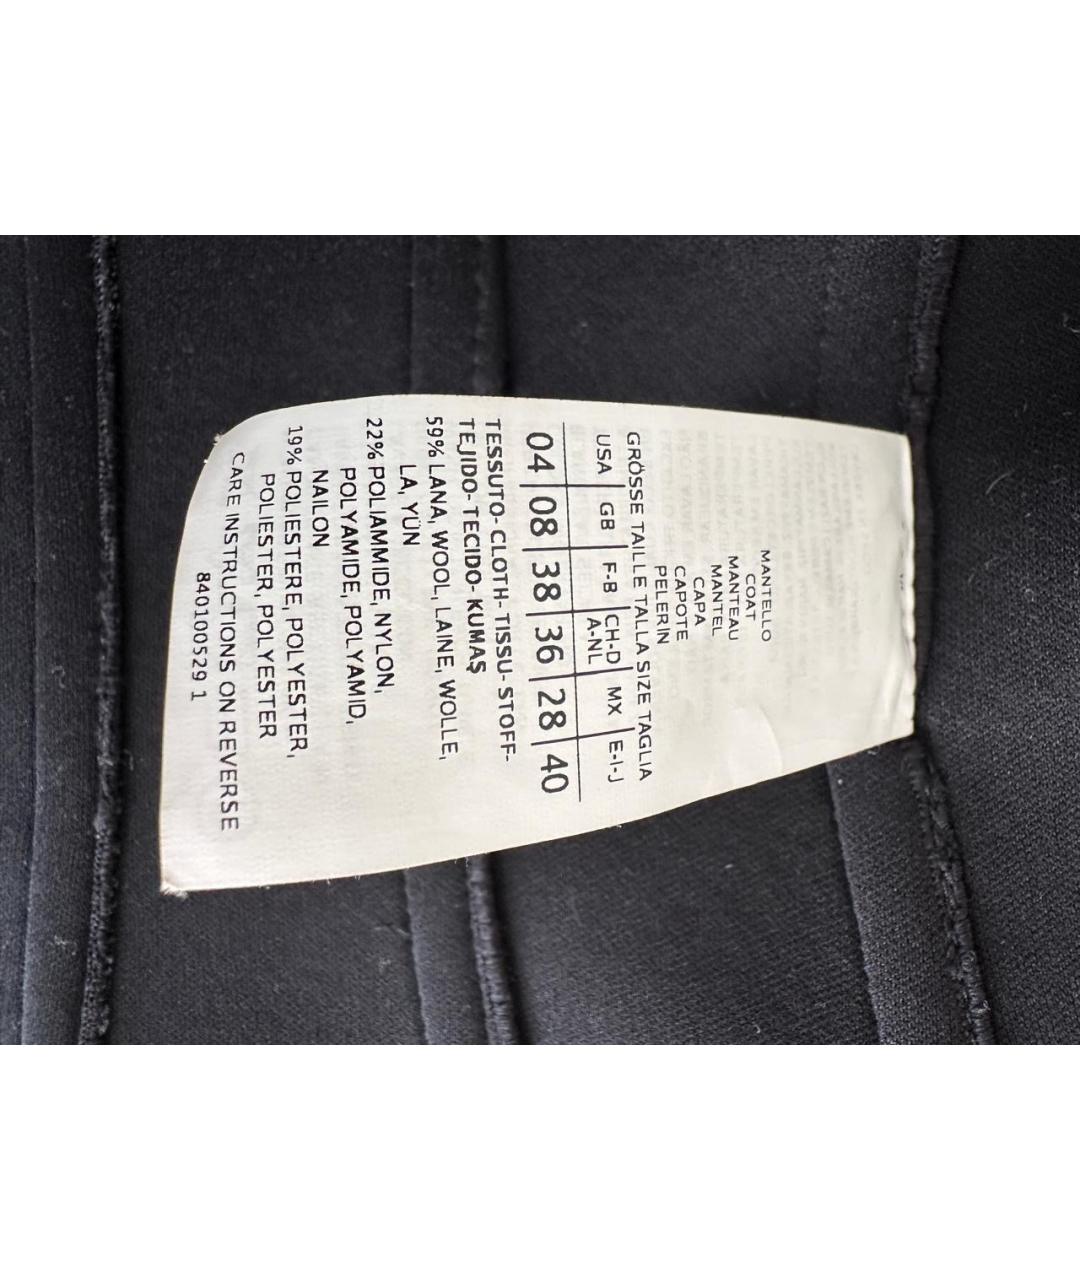 MANTELLO
COAT
MANTEAU
MANTEL
CAPA
CAPOTE
PELERIN
GRÖSSE TAILLE TALLA SIZE TAGLIA
USA | GB | F-B | CH-D A-NL | MX | E-I-J
04 | 08 | 38 | 36 | 28 | 40
TESSUTO- CLOTH- TISSU- STOFF-
TEJIDO- TECIDO- KUMAŞ
59% LANA, WOOL, LAINE, WOLLE,
LA, YÜN
22% POLIAMMIDE, NYLON,
POLYAMIDE, POLYAMID,
NAILON
19% POLIESTERE, POLYESTER,
POLIESTER, POLYESTER
CARE INSTRUCTIONS ON REVERSE
84010052​9 1